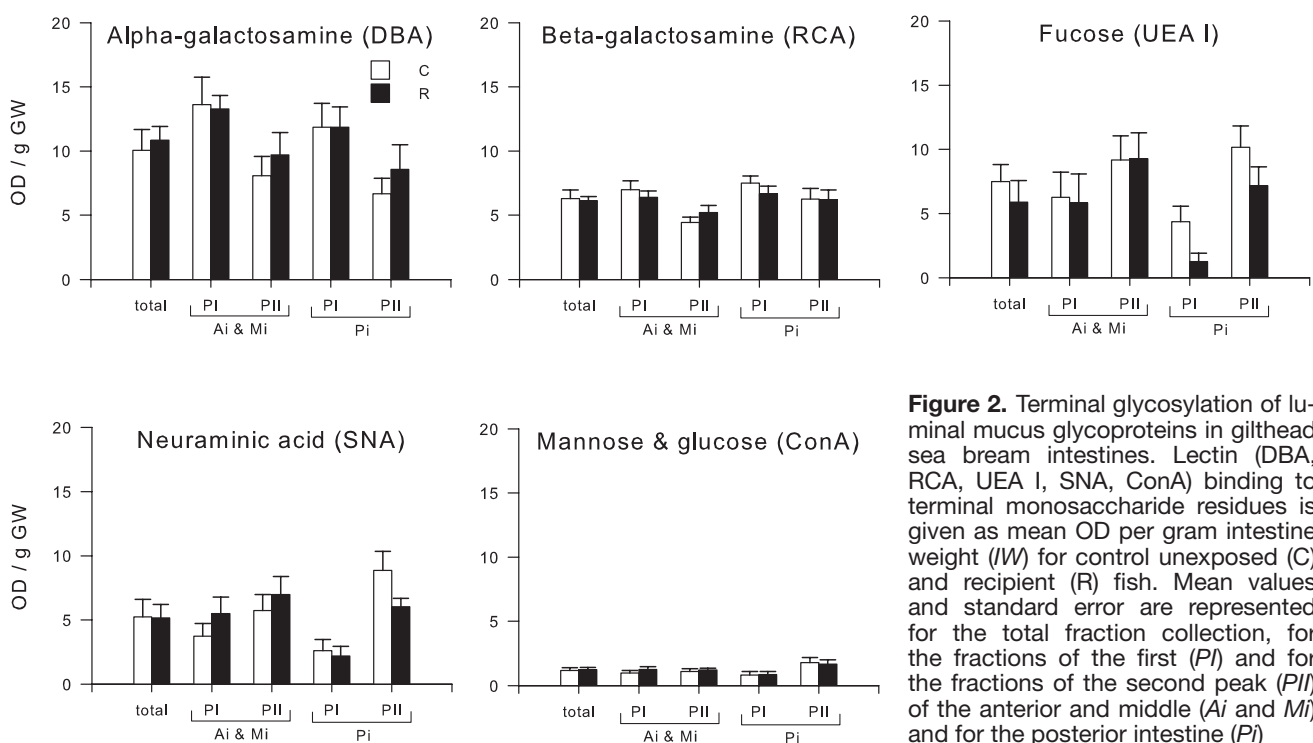 Alpha-galactosamine (DBA)
20
15
10
5
0
OD / g GW
C
R
total
PI
PII
PI
PII
Ai & Mi
Pi
Beta-galactosamine (RCA)
20
15
10
5
0
total
PI
PII
PI
PII
Ai & Mi
Pi
Fucose (UEA I)
20
15
10
5
0
total
PI
PII
PI
PII
Ai & Mi
Pi
Neuraminic acid (SNA)
20
15
10
5
0
OD / g GW
total
PI
PII
PI
PII
Ai & Mi
Pi
Mannose & glucose (ConA)
20
15
10
5
0
total
PI
PII
PI
PII
Ai & Mi
Pi
Figure 2. Terminal glycosylation of lu-
minal mucus glycoproteins in gilthead
sea bream intestines. Lectin (DBA,
RCA, UEA I, SNA, ConA) binding to
terminal monosaccharide residues is
given as mean OD per gram intestine
weight (IW) for control unexposed (C)
and recipient (R) fish. Mean values
and standard error are represented
for the total fraction collection, for
the fractions of the first (PI) and for
the fractions of the second peak (PII)
of the anterior and middle (Ai and Mi)
and for the posterior intestine (Pi)